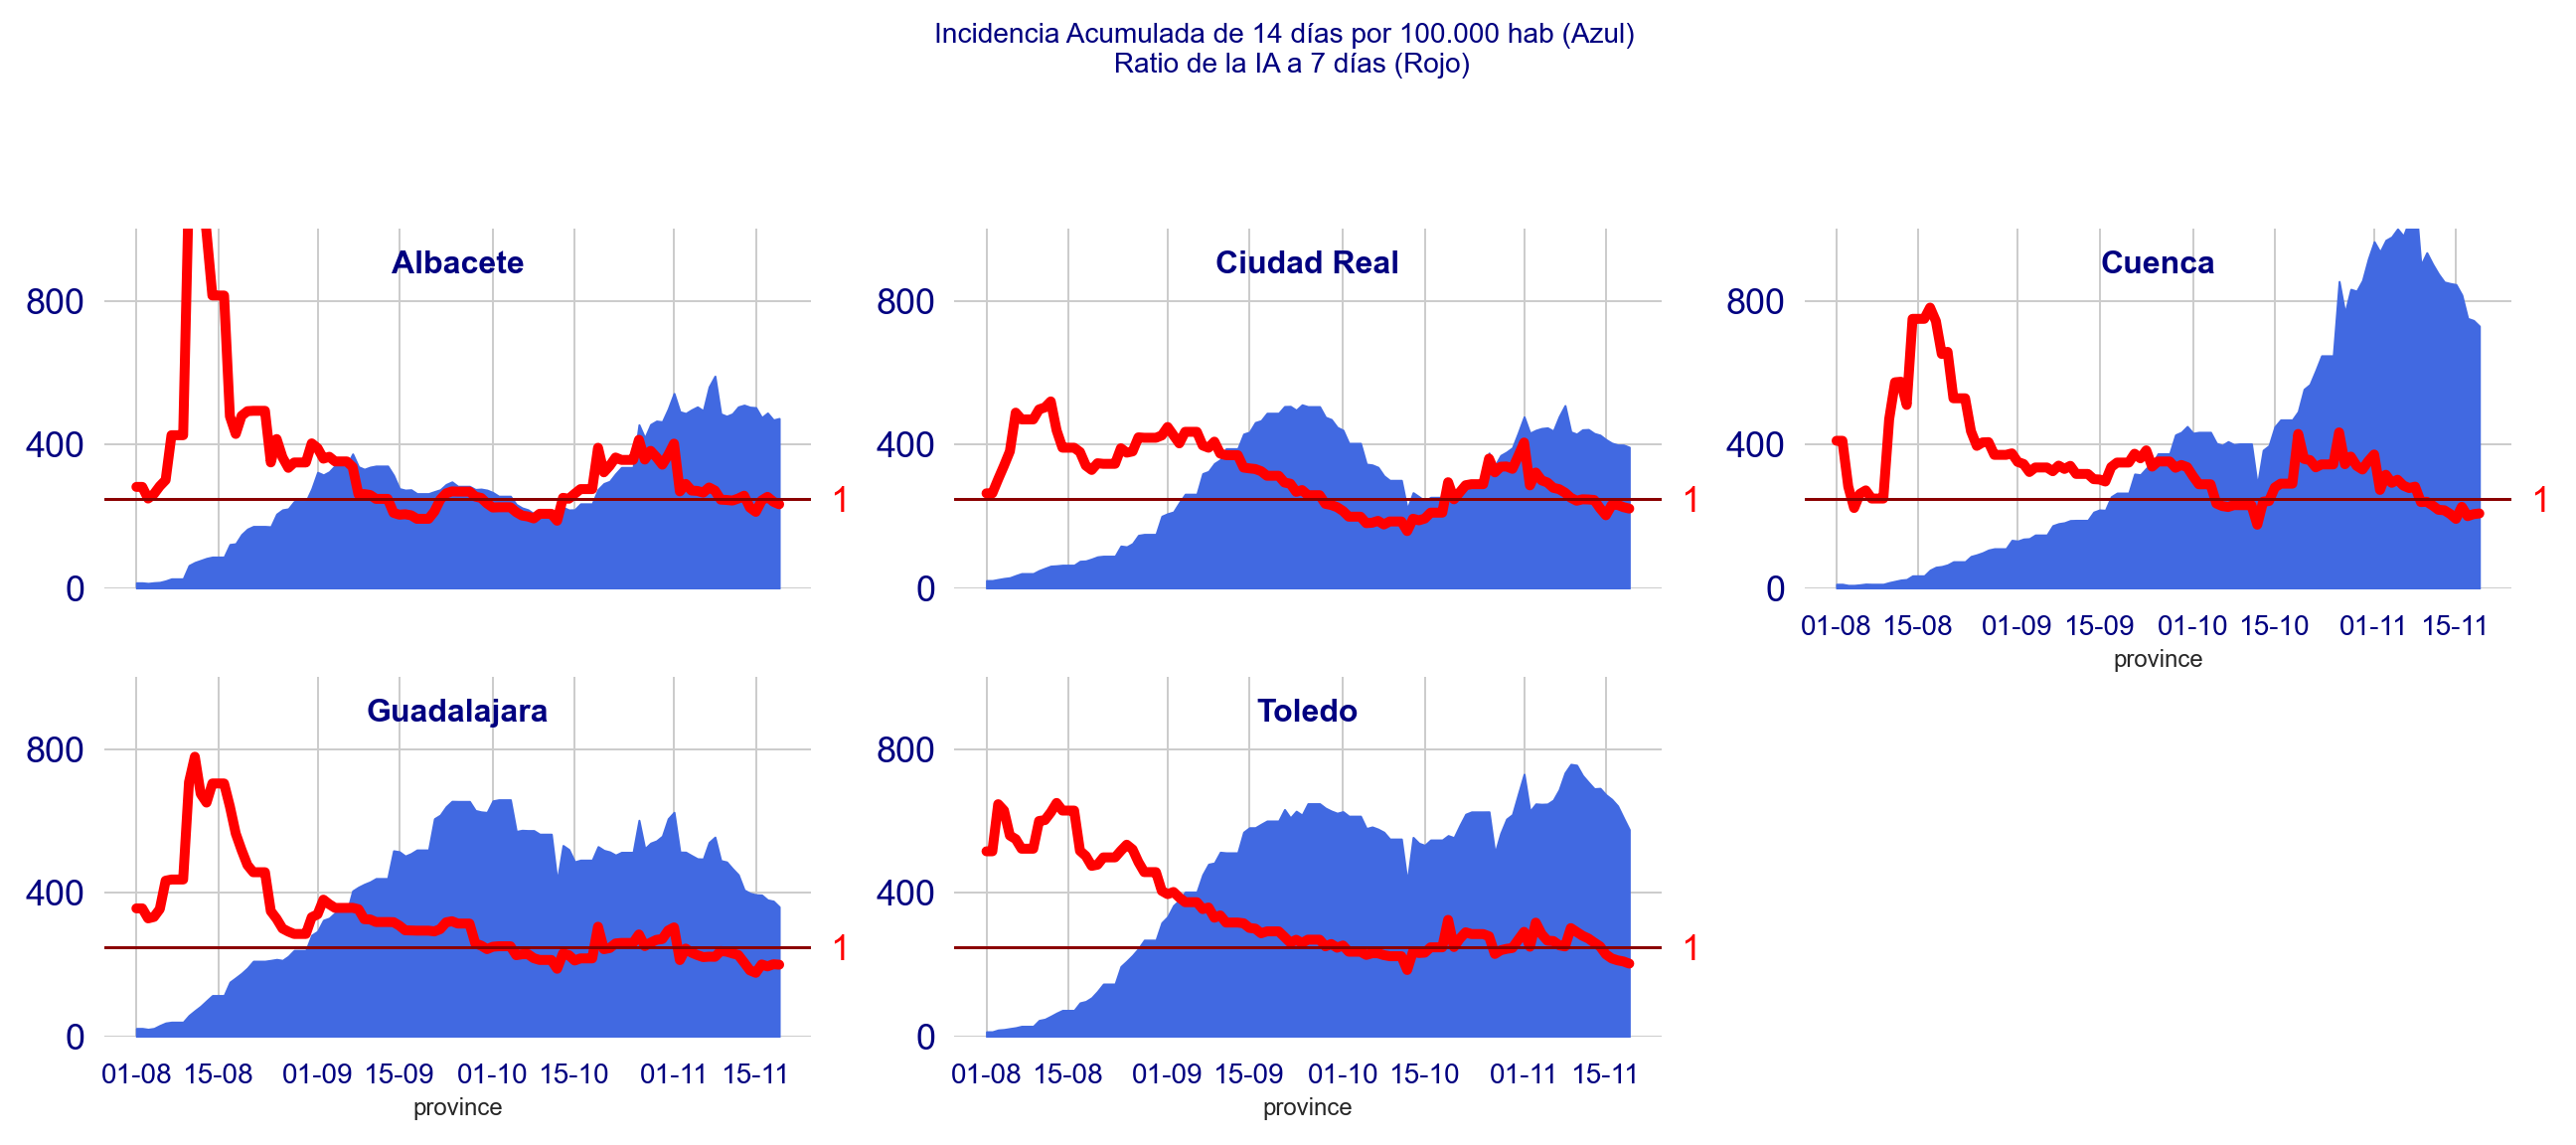 Incidencia Acumulada de 14 días por 100.000 hab (Azul)
Ratio de la IA a 7 días (Rojo)
Albacete
800
400
0
1
Ciudad Real
800
400
0
1
Cuenca
800
400
0
1
01-08 15-08 01-09 15-09 01-10 15-10 01-11 15-11
province
Guadalajara
800
400
0
1
01-08 15-08 01-09 15-09 01-10 15-10 01-11 15-11
province
Toledo
800
400
0
1
01-08 15-08 01-09 15-09 01-10 15-10 01-11 15-11
province